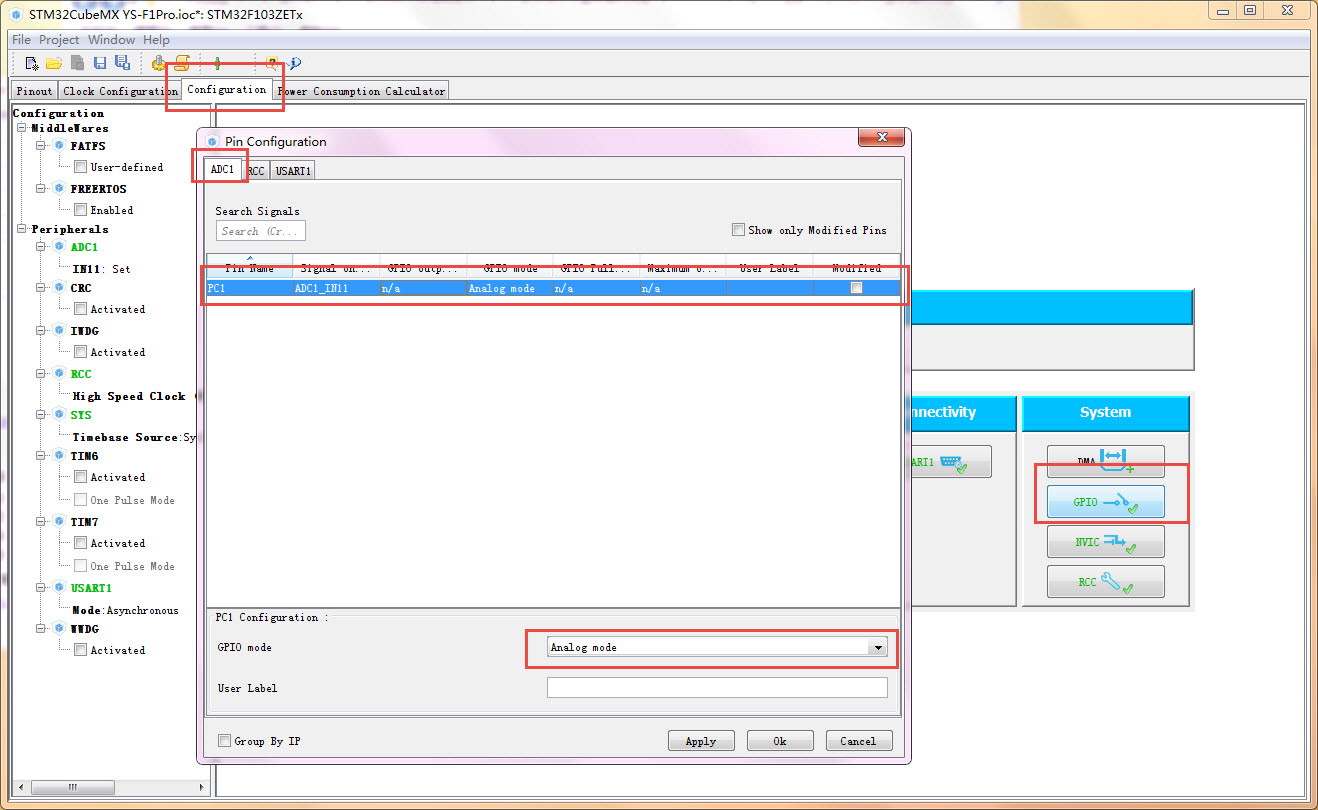 STM32CubeMX YS-F1Pro.ioc*: STM32F103ZETx
File Project Window Help
Pinout Clock Configuration Configuration Power Consumption Calculator
Configuration
MiddleWares
FATFS
User-defined
FREERTOS
Enabled
Peripherals
ADC1
IN11: Set
CRC
Activated
IWDG
Activated
RCC
High Speed Clock
SYS
Timebase Source:Sy
TIM6
Activated
One Pulse Mode
TIM7
Activated
One Pulse Mode
USART1
Mode:Asynchronous
WWDG
Activated
Pin Configuration
ADC1 RCC USART1
Search Signals
Search (Cr...
Show only Modified Pins
Pin Name Signal on... GPIO outp... GPIO mode GPIO Pull... Maximum o... User Label Modified
PC1 ADC1_IN11 n/a Analog mode n/a n/a
PC1 Configuration :
GPIO mode Analog mode
User Label
Group By IP Apply Ok Cancel
nnectivity
ART1
System
DMA
GPIO
NVIC
RCC